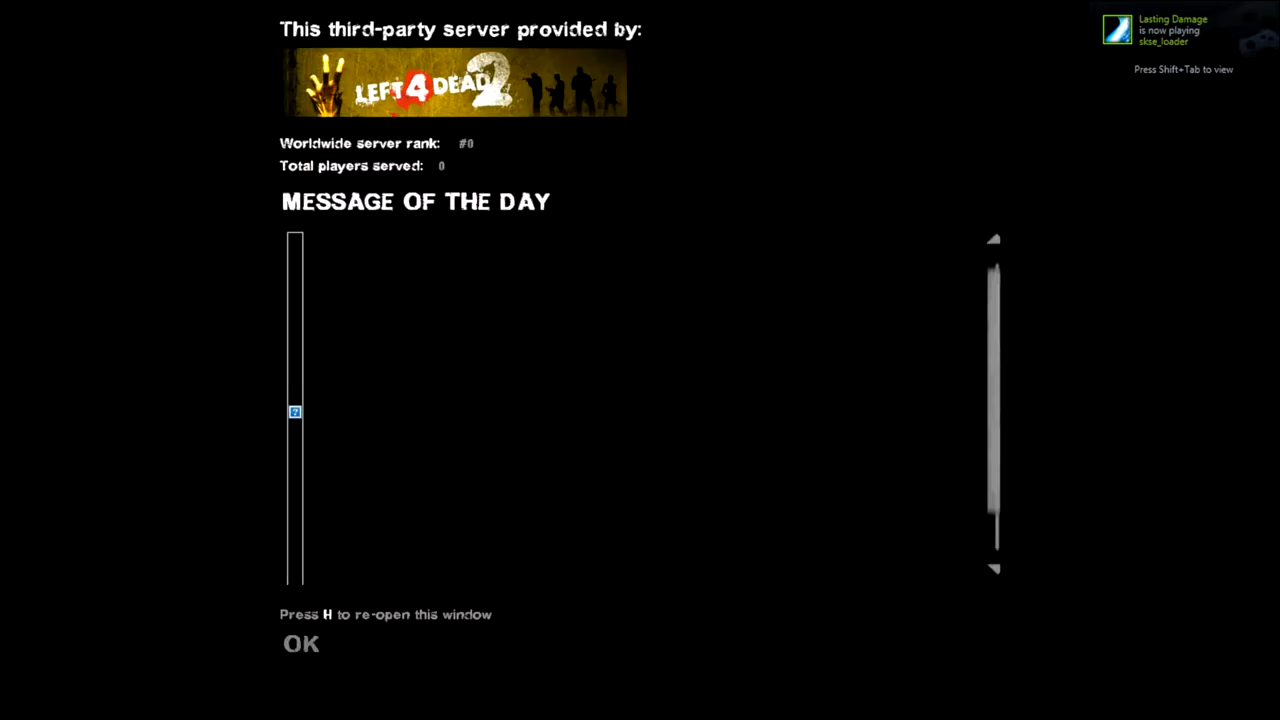 This third-party server provided by:
LEFT 4 DEAD 2
Worldwide server rank: #0
Total players served: 0
MESSAGE OF THE DAY
?
Press H to re-open this window
OK
Lasting Damage
is now playing
skse_loader
Press Shift+Tab to view